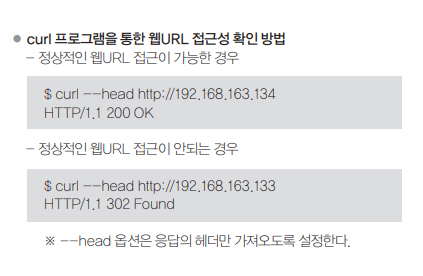 ● curl 프로그램을 통한 웹URL 접근성 확인 방법
– 정상적인 웹URL 접근이 가능한 경우
$ curl --head http://192.168.163.134
HTTP/1.1 200 OK
– 정상적인 웹URL 접근이 안되는 경우
$ curl --head http://192.168.163.133
HTTP/1.1 302 Found
※ --head 옵션은 응답의 헤더만 가져오도록 설정한다.